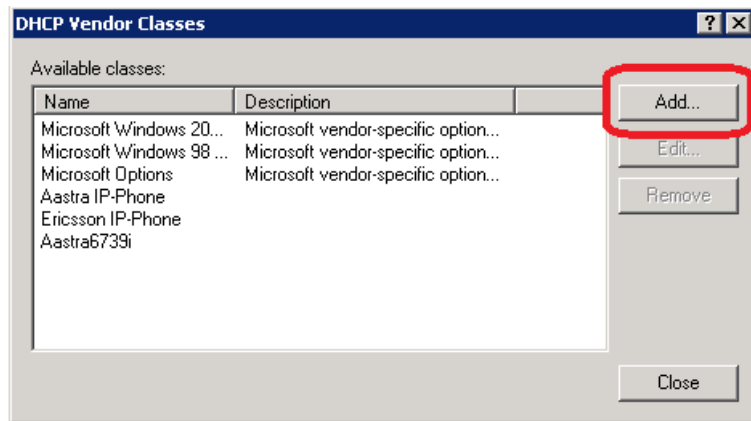 DHCP Vendor Classes
Available classes:
Name Description
Microsoft Windows 20... Microsoft vendor-specific option...
Microsoft Windows 98 ... Microsoft vendor-specific option...
Microsoft Options Microsoft vendor-specific option...
Aastra IP-Phone
Ericsson IP-Phone
Aastra6739i
Add...
Edit...
Remove
Close